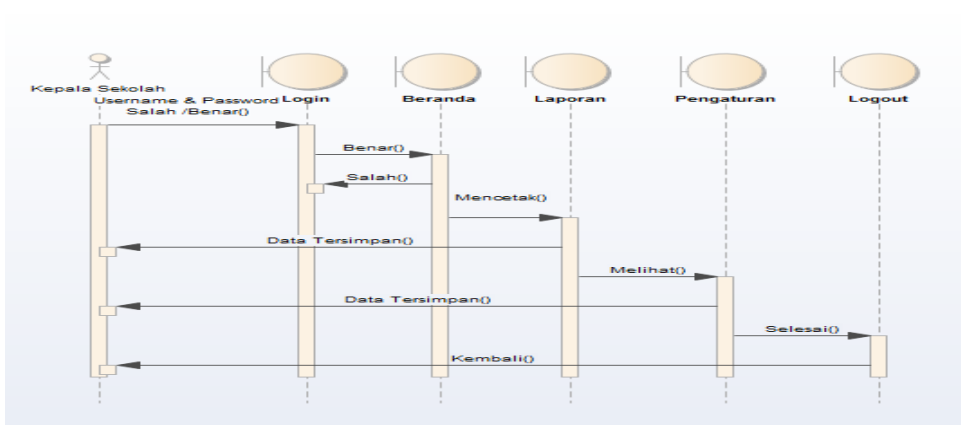 Kepala Sekolah
Login
Beranda
Laporan
Pengaturan
Logout
Username & Password
Salah /Benar()
Benar()
Salah()
Mencetak()
Data Tersimpan()
Melihat()
Data Tersimpan()
Selesai()
Kembali()